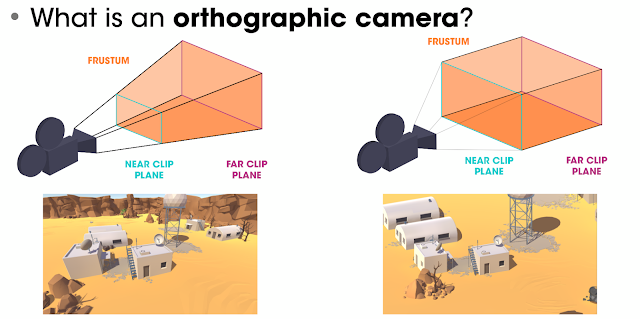 • What is an orthographic camera?
FRUSTUM
NEAR CLIP
PLANE
FAR CLIP
PLANE
FRUSTUM
NEAR CLIP
PLANE
FAR CLIP
PLANE